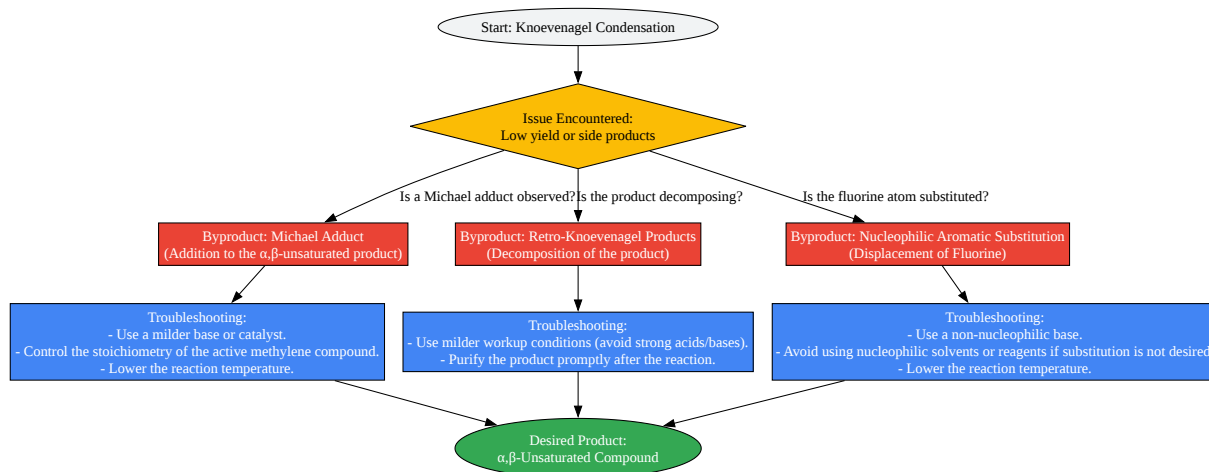 Start: Knoevenagel Condensation
Issue Encountered:
Low yield or side products
Is a Michael adduct observed?
Is the product decomposing?
Is the fluorine atom substituted?
Byproduct: Michael Adduct
(Addition to the α,β-unsaturated product)
Byproduct: Retro-Knoevenagel Products
(Decomposition of the product)
Byproduct: Nucleophilic Aromatic Substitution
(Displacement of Fluorine)
Troubleshooting:
- Use a milder base or catalyst.
- Control the stoichiometry of the active methylene compound.
- Lower the reaction temperature.
Troubleshooting:
- Use milder workup conditions (avoid strong acids/bases).
- Purify the product promptly after the reaction.
Troubleshooting:
- Use a non-nucleophilic base.
- Avoid using nucleophilic solvents or reagents if substitution is not desired
- Lower the reaction temperature.
Desired Product:
α,β-Unsaturated Compound